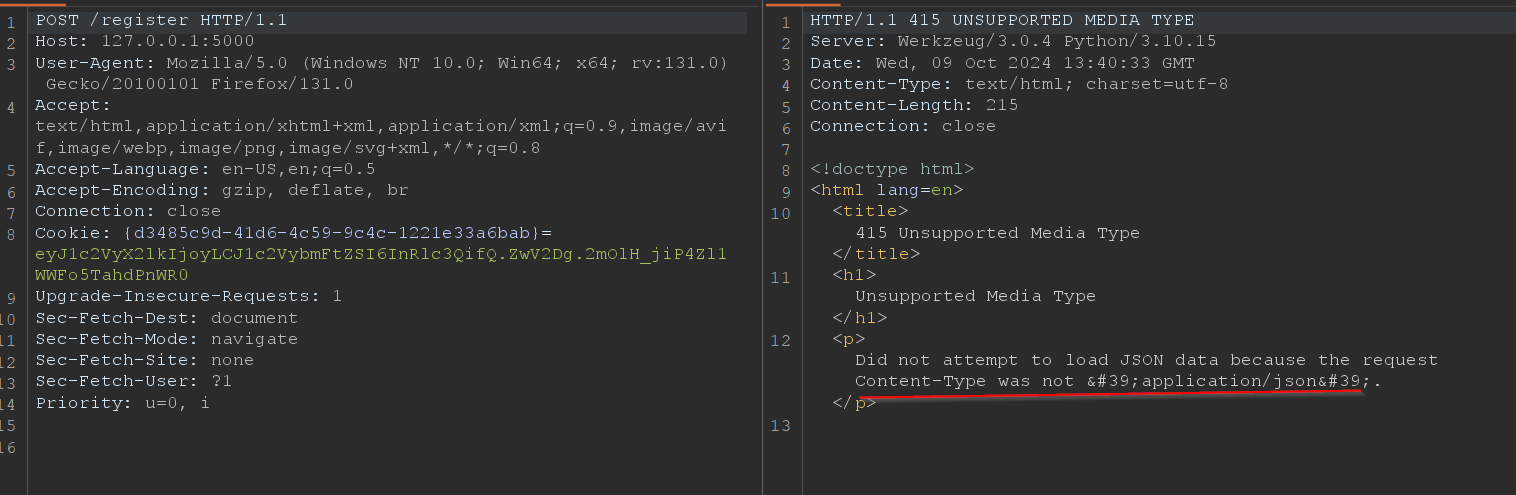 1 POST /register HTTP/1.1
2 Host: 127.0.0.1:5000
3 User-Agent: Mozilla/5.0 (Windows NT 10.0; Win64; x64; rv:131.0)
Gecko/20100101 Firefox/131.0
4 Accept:
text/html,application/xhtml+xml,application/xml;q=0.9,image/avi
f,image/webp,image/png,image/svg+xml,*/*;q=0.8
5 Accept-Language: en-US,en;q=0.5
6 Accept-Encoding: gzip, deflate, br
7 Connection: close
8 Cookie: {d3485c9d-41d6-4c59-9c4c-1221e33a6bab}=
eyJ1c2VyX2lkIjoyLCJ1c2VybmFtZSI6InRlc3QifQ.ZwV2Dg.2mOlH_jiP4Zl1
WWFo5TahdPnWR0
9 Upgrade-Insecure-Requests: 1
10 Sec-Fetch-Dest: document
11 Sec-Fetch-Mode: navigate
12 Sec-Fetch-Site: none
13 Sec-Fetch-User: ?1
14 Priority: u=0, i
15
16
1 HTTP/1.1 415 UNSUPPORTED MEDIA TYPE
2 Server: Werkzeug/3.0.4 Python/3.10.15
3 Date: Wed, 09 Oct 2024 13:40:33 GMT
4 Content-Type: text/html; charset=utf-8
5 Content-Length: 215
6 Connection: close
7
8 <!doctype html>
9 <html lang=en>
10 <title>
415 Unsupported Media Type
</title>
11 <h1>
Unsupported Media Type
</h1>
12 <p>
Did not attempt to load JSON data because the request
Content-Type was not &#39;application/json&#39;.
</p>
13